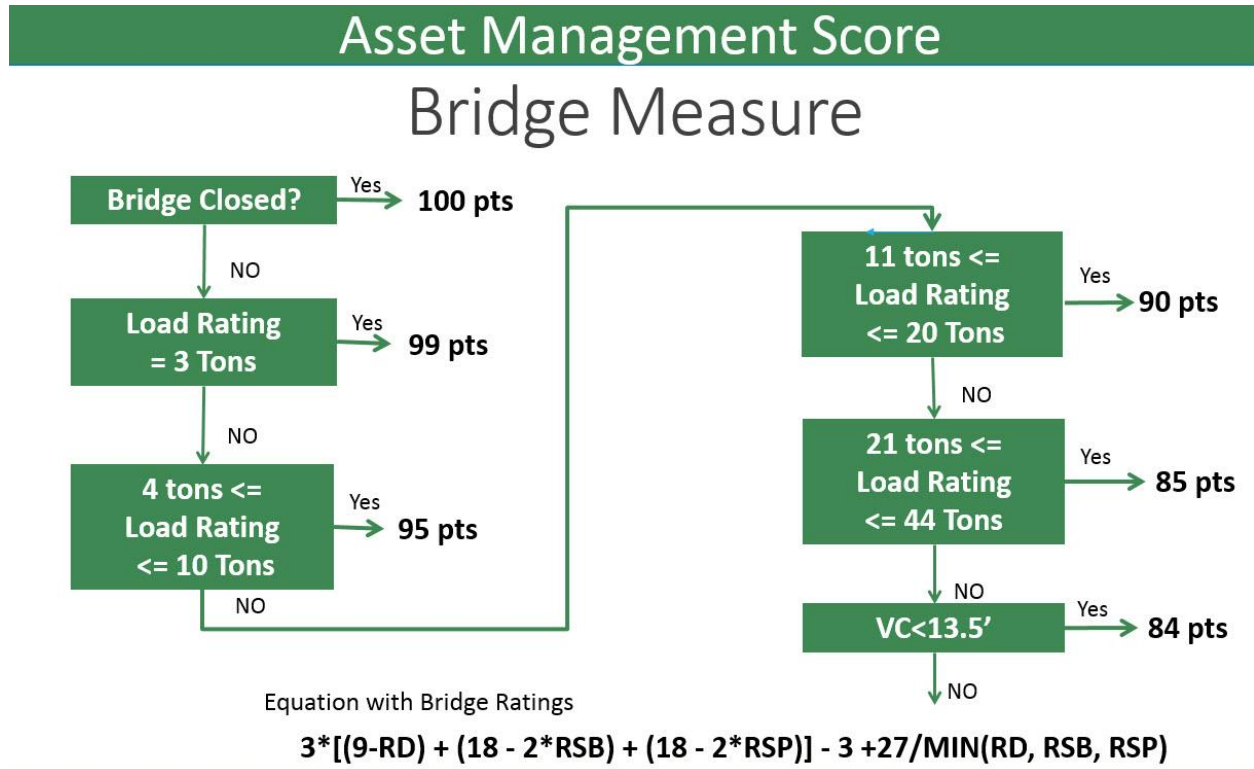 Asset Management Score
Bridge Measure
Bridge Closed?
Yes
100 pts
NO
Load Rating
= 3 Tons
Yes
99 pts
NO
4 tons <=
Load Rating
<= 10 Tons
Yes
95 pts
NO
11 tons <=
Load Rating
<= 20 Tons
Yes
90 pts
NO
21 tons <=
Load Rating
<= 44 Tons
Yes
85 pts
NO
VC<13.5’
Yes
84 pts
NO
Equation with Bridge Ratings
3*[(9-RD) + (18 - 2*RSB) + (18 - 2*RSP)] - 3 +27/MIN(RD, RSB, RSP)